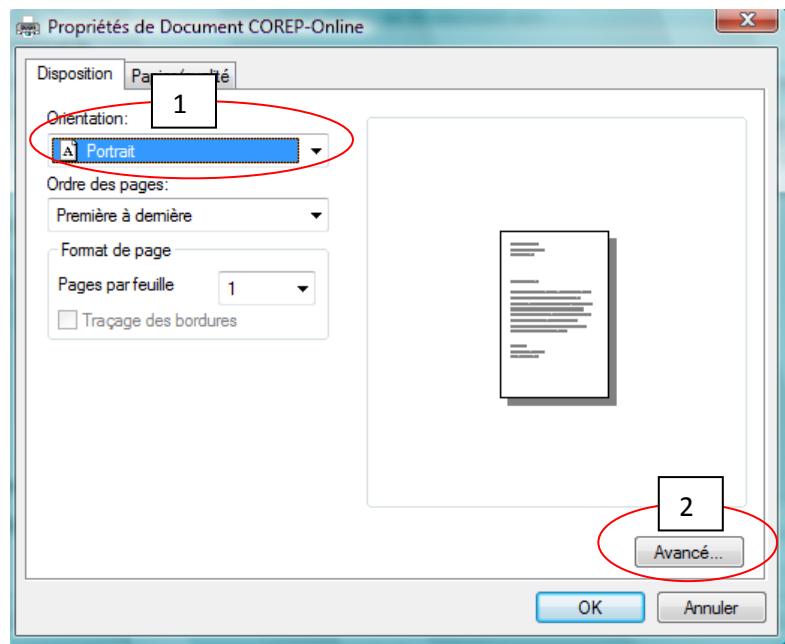 Propriétés de Document COREP-Online
Disposition
1
Orientation:
Portrait
Ordre des pages:
Première à dernière
Format de page
Pages par feuille 1
Traçage des bordures
2
Avancé...
OK Annuler